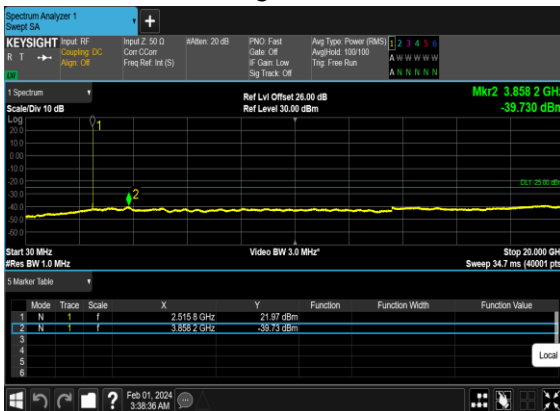 Spectrum Analyzer 1
Swept SA
KEYSIGHT Input: RF Input Z: 50 Ω #Atten: 20 dB PNO: Fast Avg Type: Power (RMS) 1 2 3 4 5 6
R T Coupling: DC Corr CCorr Gate: Off Avg|Hold: 100/100 A W W W W W
Align: Off Freq Ref: Int (S) IF Gain: Low Trig: Free Run
LV Sig Track: Off A N N N N N
1 Spectrum Ref Lvl Offset 26.00 dB Mkr2 3.858 2 GHz
Scale/Div 10 dB Ref Level 30.00 dBm -39.730 dBm
Log
20.0 1
10.0
0.00
-10.0
-20.0 DL1 -25.00 dBm
-30.0 2
-40.0
-50.0
-60.0
Start 30 MHz Video BW 3.0 MHz* Stop 20.000 GH
#Res BW 1.0 MHz Sweep 34.7 ms (40001 pts
5 Marker Table
Mode Trace Scale X Y Function Function Width Function Value
1 N 1 f 2.515 8 GHz 21.97 dBm
2 N 1 f 3.858 2 GHz -39.73 dBm
3
4
5
6
Local
? Feb 01, 2024
3:38:36 AM